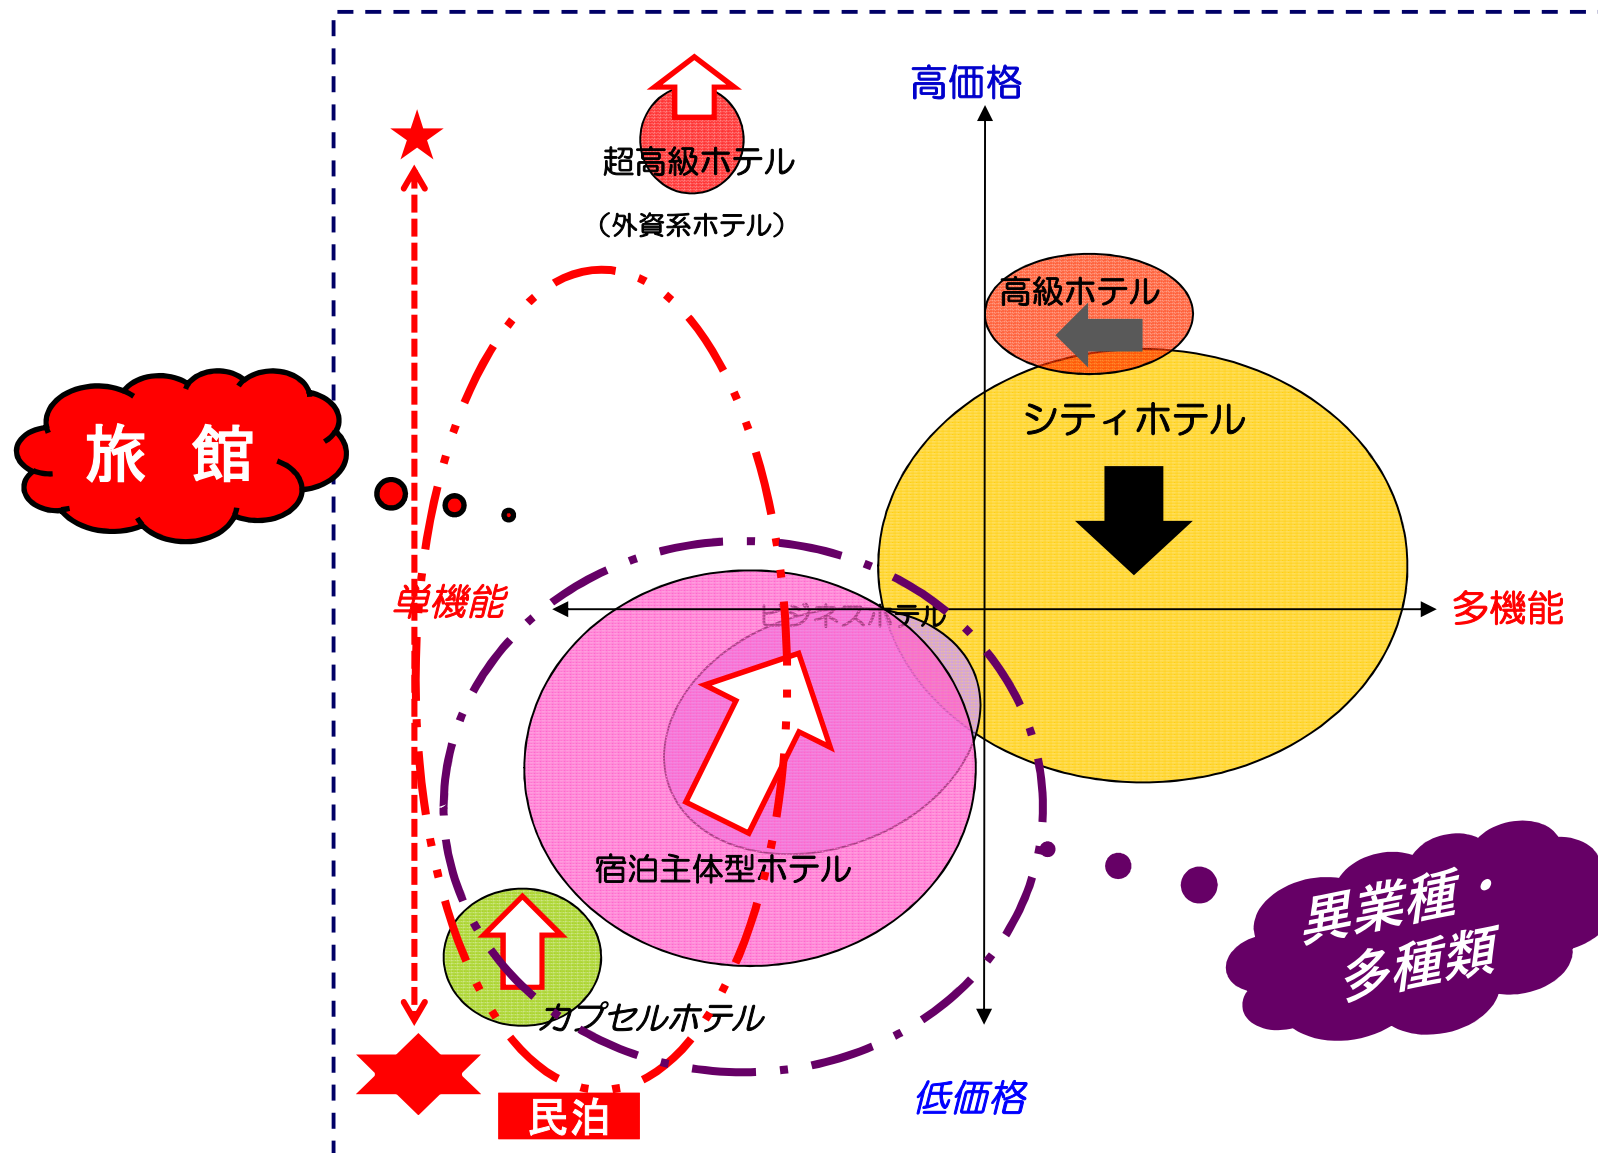 高価格
超高級ホテル
（外資系ホテル）
高級ホテル
シティホテル
旅　館
単機能
ビジネスホテル
多機能
宿泊主体型ホテル
異業種・
多種類
カプセルホテル
低価格
民泊